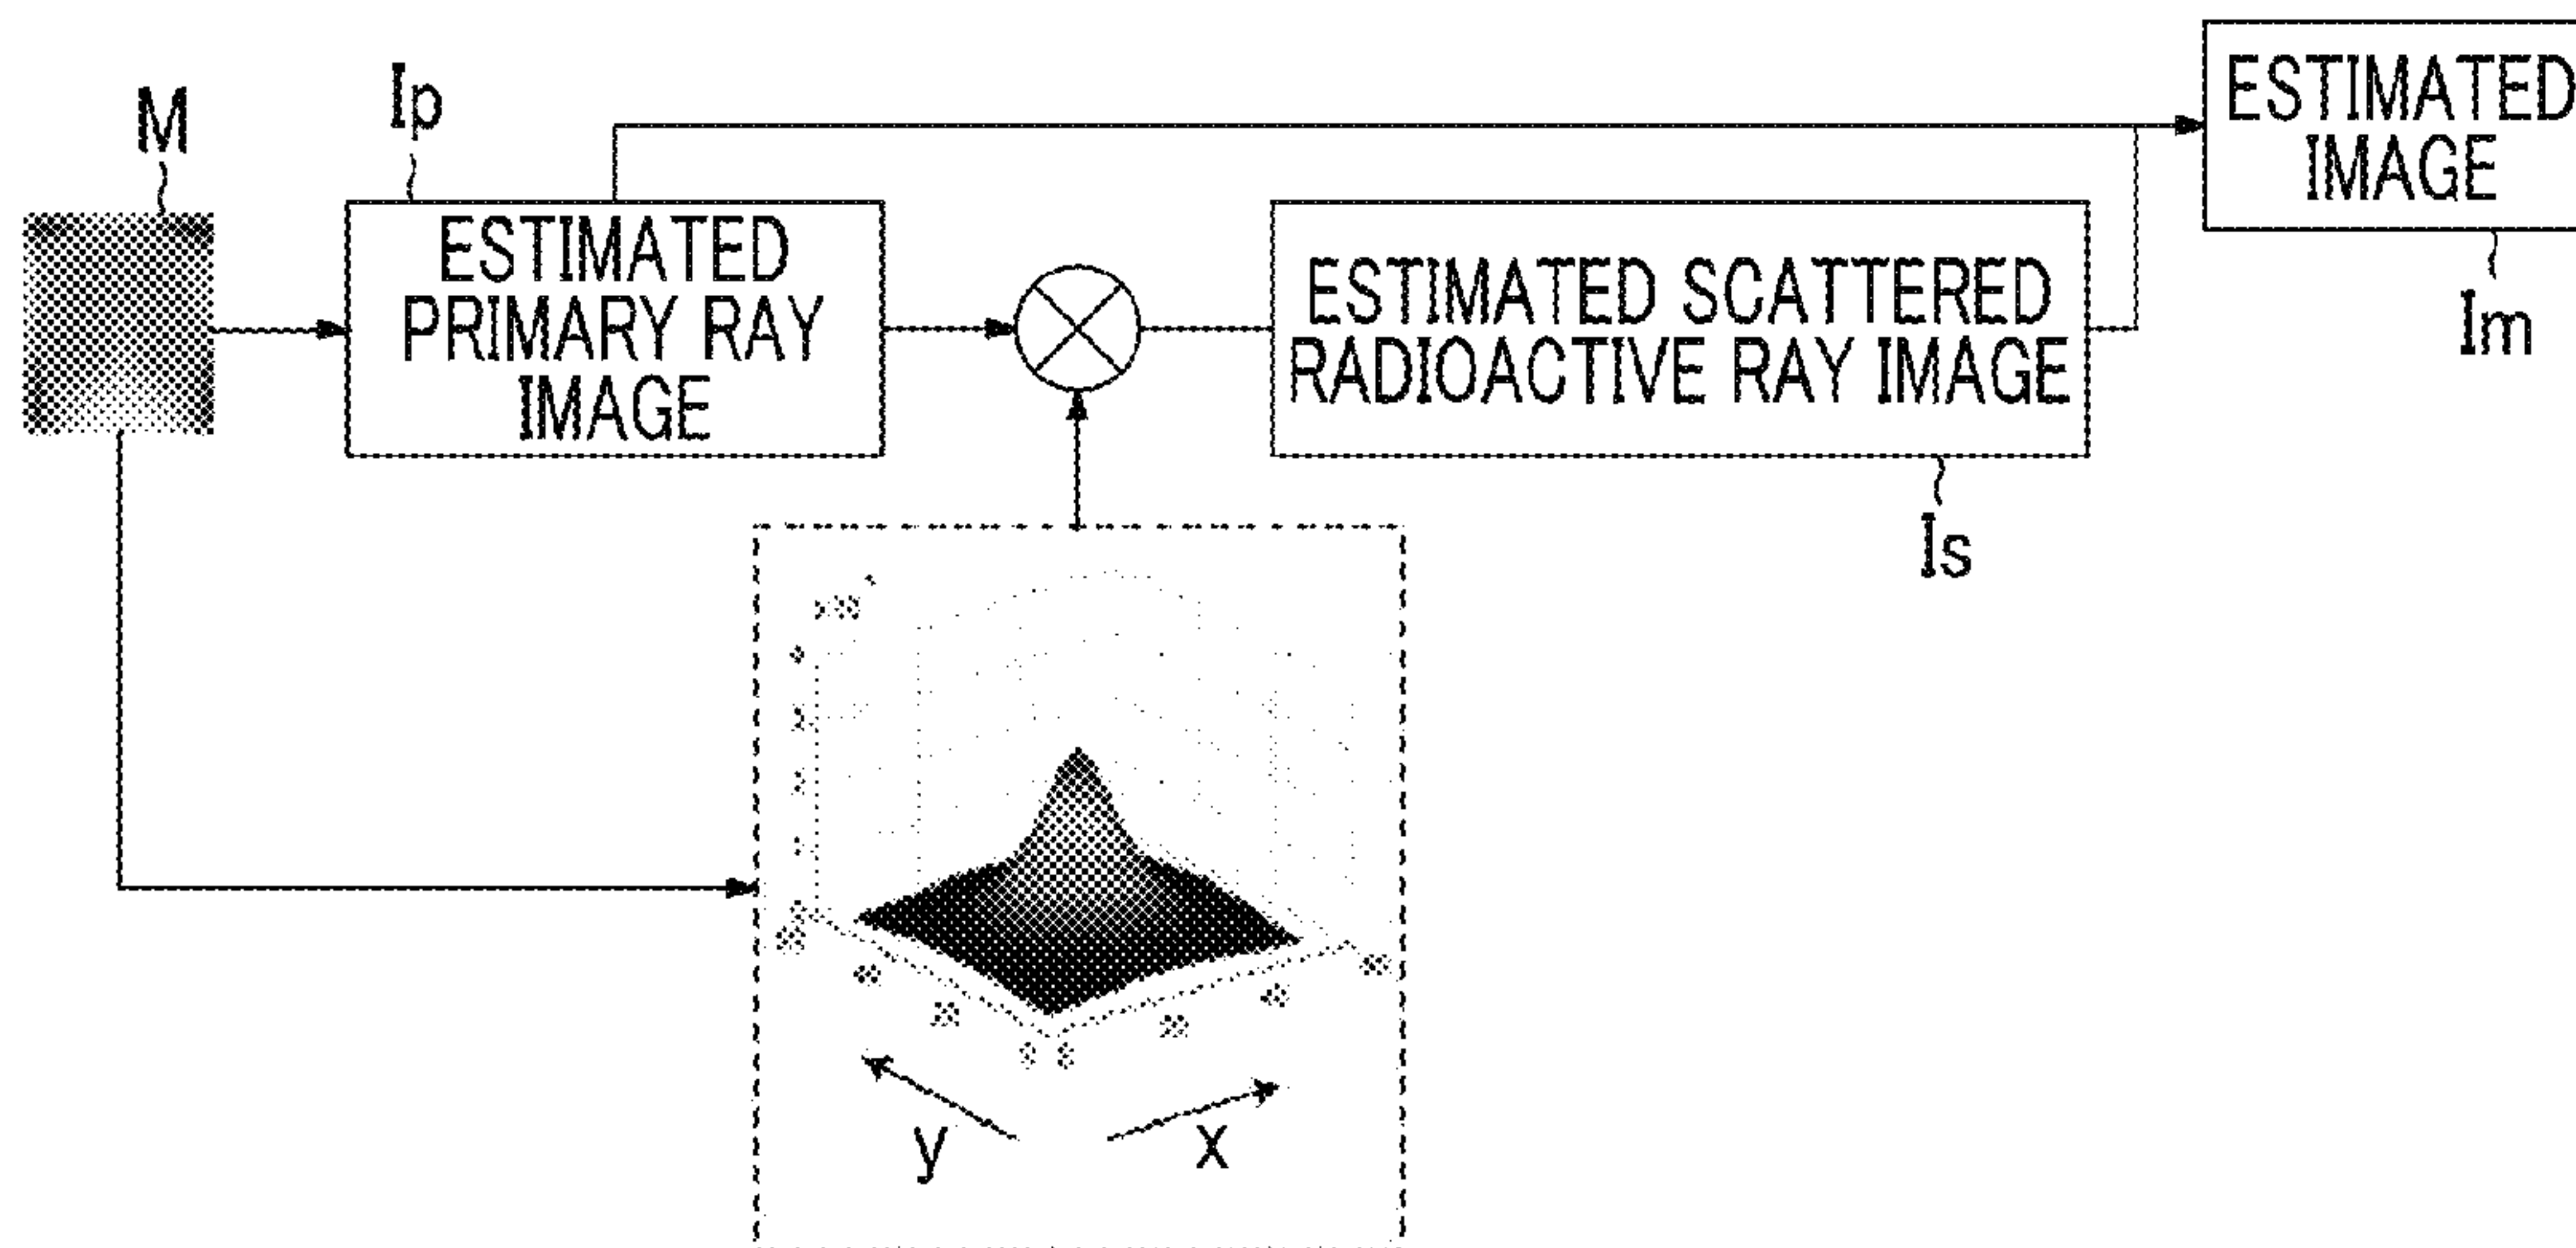 M
Ip
ESTIMATED
PRIMARY RAY
IMAGE
ESTIMATED SCATTERED
RADIOACTIVE RAY IMAGE
Is
ESTIMATED
IMAGE
Im
y
x